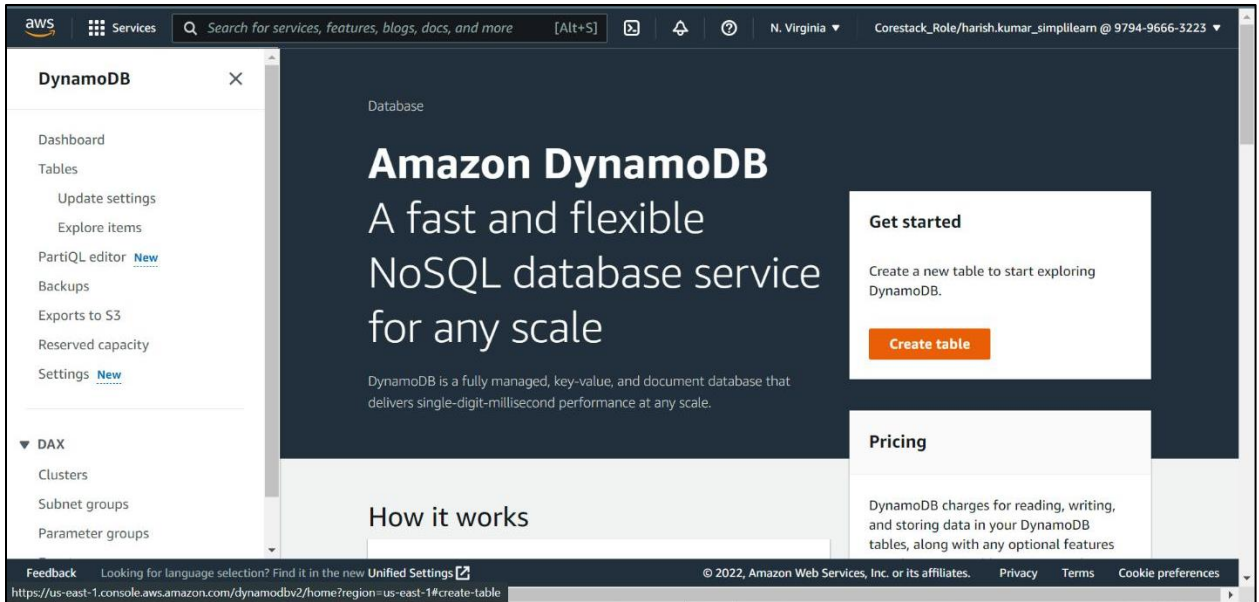 aws
Services
Search for services, features, blogs, docs, and more [Alt+S]
N. Virginia ▼
Corestack_Role/harish.kumar_simplilearn @ 9794-9666-3223 ▼
DynamoDB
Dashboard
Tables
Update settings
Explore items
PartiQL editor New
Backups
Exports to S3
Reserved capacity
Settings New
▼ DAX
Clusters
Subnet groups
Parameter groups
Database
Amazon DynamoDB
A fast and flexible
NoSQL database service
for any scale
DynamoDB is a fully managed, key-value, and document database that
delivers single-digit-millisecond performance at any scale.
Get started
Create a new table to start exploring
DynamoDB.
Create table
Pricing
DynamoDB charges for reading, writing,
and storing data in your DynamoDB
tables, along with any optional features
How it works
Feedback Looking for language selection? Find it in the new Unified Settings
© 2022, Amazon Web Services, Inc. or its affiliates. Privacy Terms Cookie preferences
https://us-east-1.console.aws.amazon.com/dynamodbv2/home?region=us-east-1#create-table